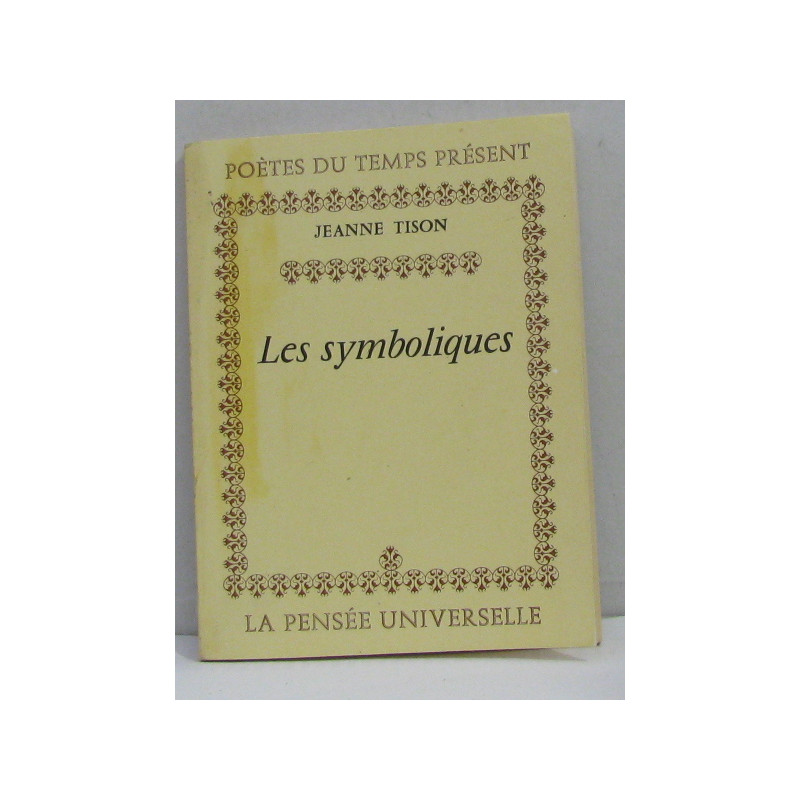 POÈTES DU TEMPS PRÉSENT
JEANNE TISON
Les symboliques
LA PENSÉE UNIVERSELLE